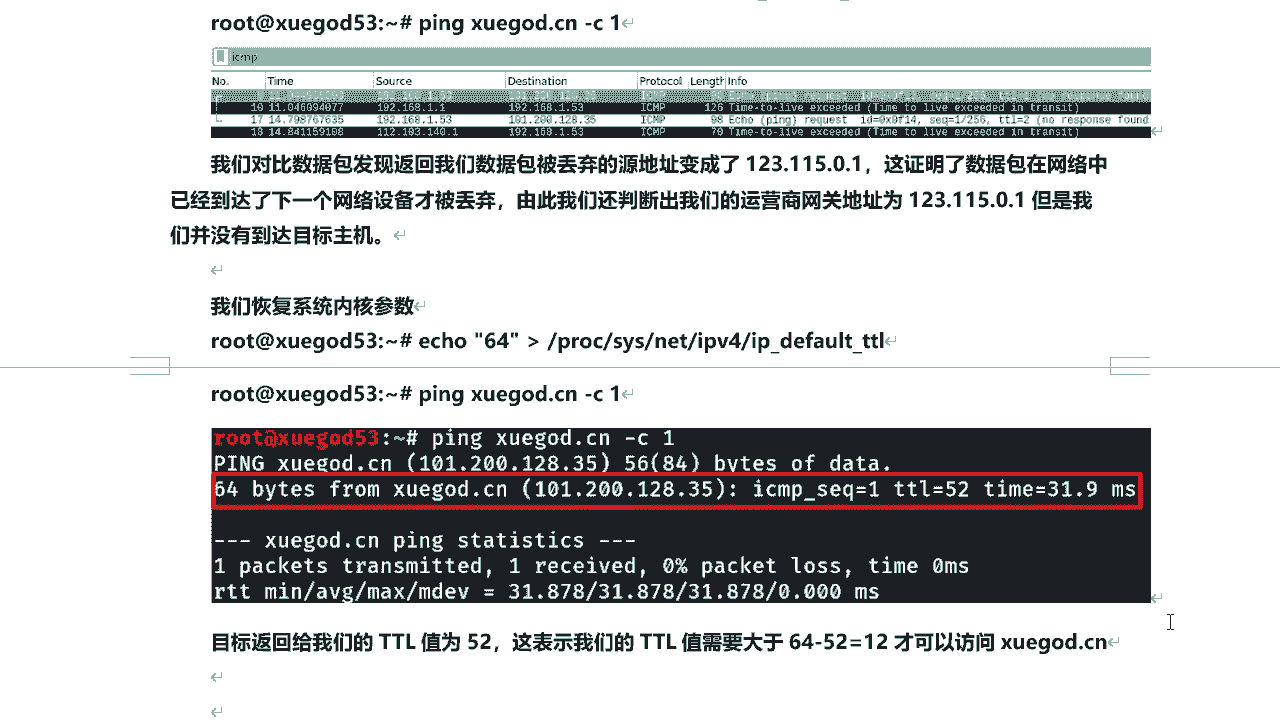 root@xuegod53:~# ping xuegod.cn -c 1
icmp
No. Time Source Destination Protocol Length Info
10 11.046094077 192.168.1.1 192.168.1.53 ICMP 126 Time-to-live exceeded (Time to live exceeded in transit)
17 14.798767635 192.168.1.53 101.200.128.35 ICMP 98 Echo (ping) request id=0x0f14, seq=1/256, ttl=2 (no response found
18 14.841159108 112.193.140.1 192.168.1.53 ICMP 70 Time-to-live exceeded (Time to live exceeded in transit)
我们对比数据包发现返回我们数据包被丢弃的源地址变成了 123.115.0.1，这证明了数据包在网络中
已经到达了下一个网络设备才被丢弃，由此我们还判断出我们的运营商网关地址为 123.115.0.1 但是我
们并没有到达目标主机。
我们恢复系统内核参数
root@xuegod53:~# echo "64" > /proc/sys/net/ipv4/ip_default_ttl
root@xuegod53:~# ping xuegod.cn -c 1
root@xuegod53:~# ping xuegod.cn -c 1
PING xuegod.cn (101.200.128.35) 56(84) bytes of data.
64 bytes from xuegod.cn (101.200.128.35): icmp_seq=1 ttl=52 time=31.9 ms
--- xuegod.cn ping statistics ---
1 packets transmitted, 1 received, 0% packet loss, time 0ms
rtt min/avg/max/mdev = 31.878/31.878/31.878/0.000 ms
目标返回给我们的 TTL 值为 52，这表示我们的 TTL 值需要大于 64-52=12 才可以访问 xuegod.cn